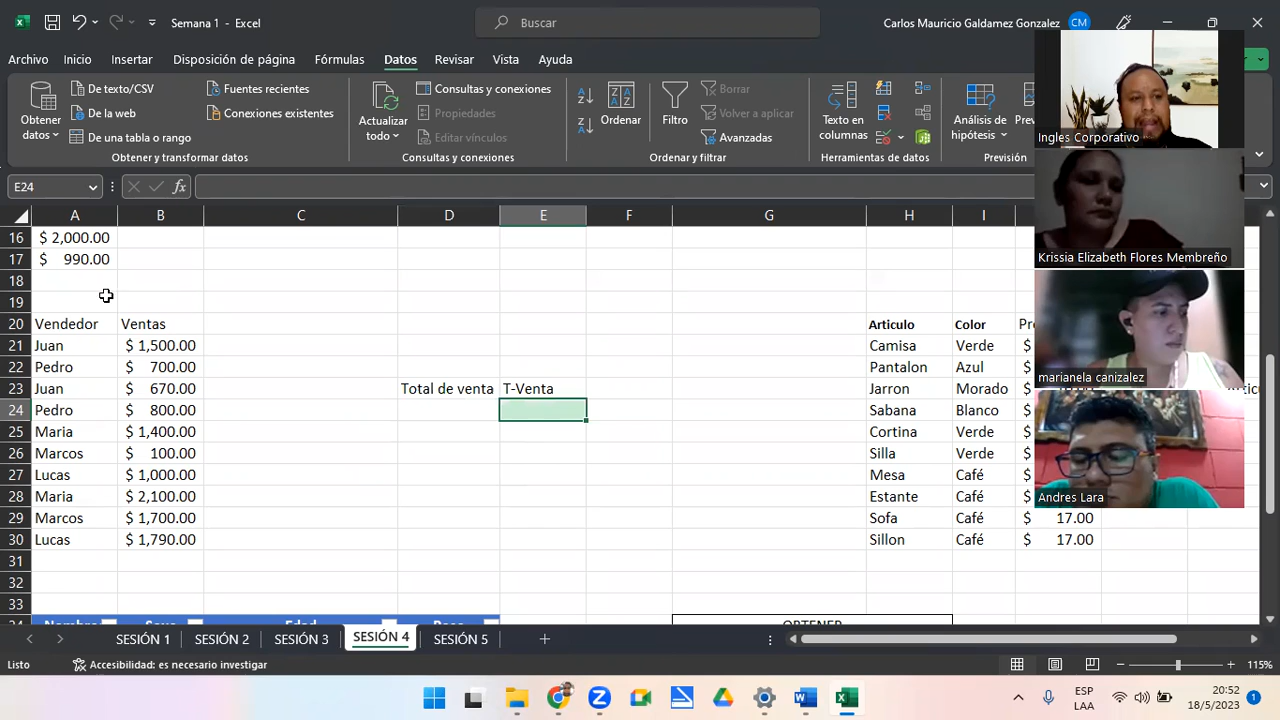 Semana 1 - Excel
Buscar
Carlos Mauricio Galdamez Gonzalez
CM
Archivo
Inicio
Insertar
Disposición de página
Fórmulas
Datos
Revisar
Vista
Ayuda
Obtener
datos
De texto/CSV
De la web
De una tabla o rango
Fuentes recientes
Conexiones existentes
Obtener y transformar datos
Actualizar
todo
Consultas y conexiones
Propiedades
Editar vínculos
Consultas y conexiones
Ordenar
Filtro
Borrar
Volver a aplicar
Avanzadas
Ordenar y filtrar
Texto en
columnas
Herramientas de datos
Análisis de
hipótesis
Previsión
Ingles Corporativo
Krissia Elizabeth Flores Membreño
marianela canizalez
Andres Lara
E24
fx
A B C D E F G H I
16 $ 2,000.00
17 $ 990.00
18
19
20 Vendedor Ventas Articulo Color
21 Juan $ 1,500.00 Camisa Verde $
22 Pedro $ 700.00 Pantalon Azul $
23 Juan $ 670.00 Total de venta T-Venta Jarron Morado
24 Pedro $ 800.00 Sabana Blanco $
25 Maria $ 1,400.00 Cortina Verde $
26 Marcos $ 100.00 Silla Verde $
27 Lucas $ 1,000.00 Mesa Café $
28 Maria $ 2,100.00 Estante Café $
29 Marcos $ 1,700.00 Sofa Café $ 17.00
30 Lucas $ 1,790.00 Sillon Café $ 17.00
31
32
33
SESIÓN 1
SESIÓN 2
SESIÓN 3
SESIÓN 4
SESIÓN 5
Listo
Accesibilidad: es necesario investigar
115%
ESP
LAA
20:52
18/5/2023
1